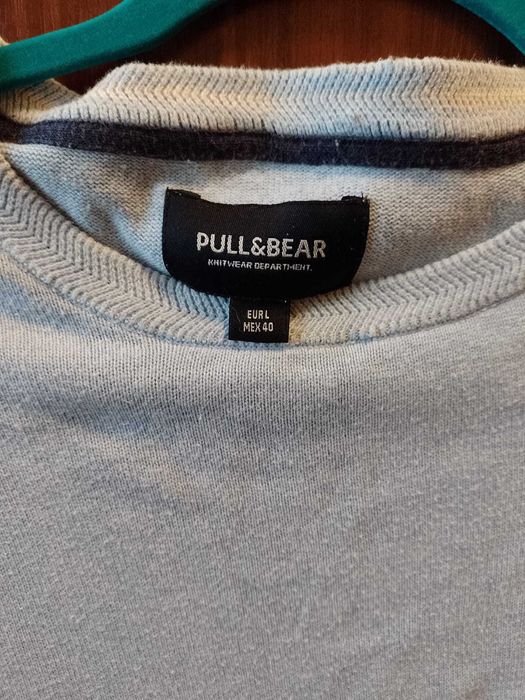 PULL&BEAR
KNITWEAR DEPARTMENT.
EUR L
MEX 40